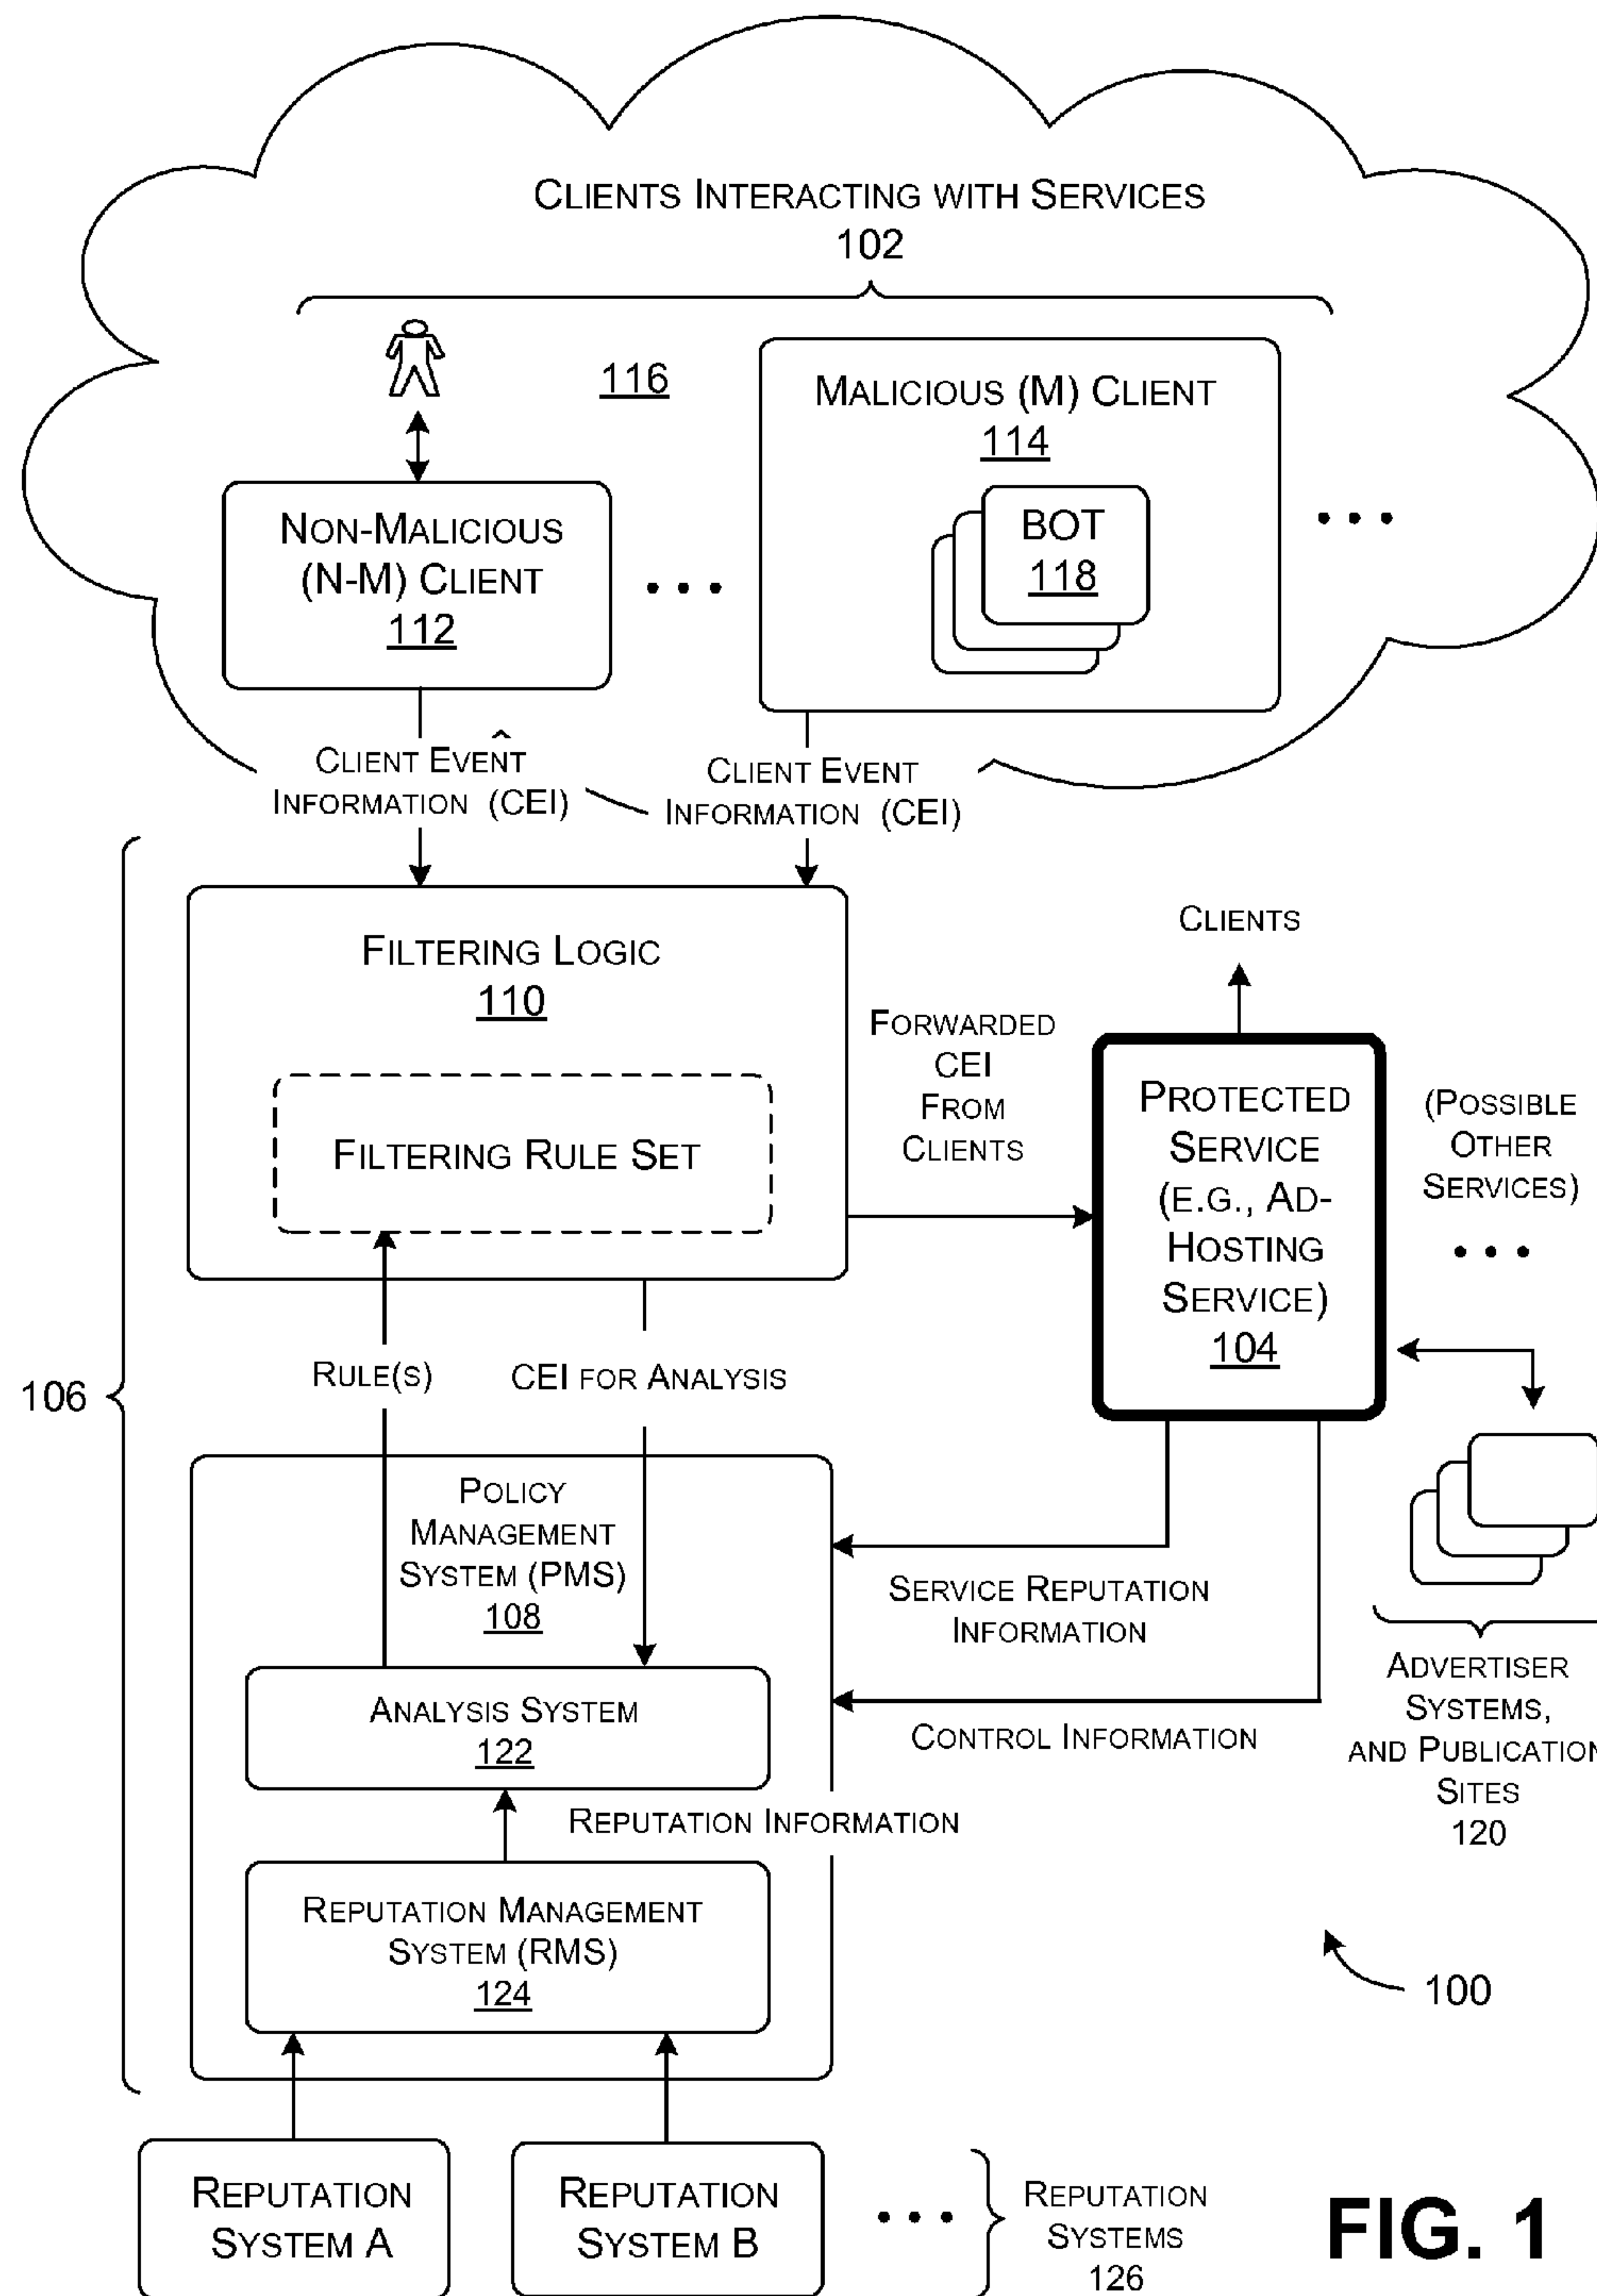 CLIENTS INTERACTING WITH SERVICES
102
116
MALICIOUS (M) CLIENT
114
BOT
118
NON-MALICIOUS
(N-M) CLIENT
112
CLIENT EVENT
INFORMATION (CEI)
CLIENT EVENT
INFORMATION (CEI)
FILTERING LOGIC
110
FILTERING RULE SET
FORWARDED
CEI
FROM
CLIENTS
CLIENTS
PROTECTED
SERVICE
(E.G., AD-
HOSTING
SERVICE)
104
(POSSIBLE
OTHER
SERVICES)
106
RULE(S)
CEI FOR ANALYSIS
POLICY
MANAGEMENT
SYSTEM (PMS)
108
SERVICE REPUTATION
INFORMATION
ANALYSIS SYSTEM
122
CONTROL INFORMATION
ADVERTISER
SYSTEMS,
AND PUBLICATION
SITES
120
REPUTATION INFORMATION
REPUTATION MANAGEMENT
SYSTEM (RMS)
124
100
REPUTATION
SYSTEM A
REPUTATION
SYSTEM B
REPUTATION
SYSTEMS
126
FIG. 1